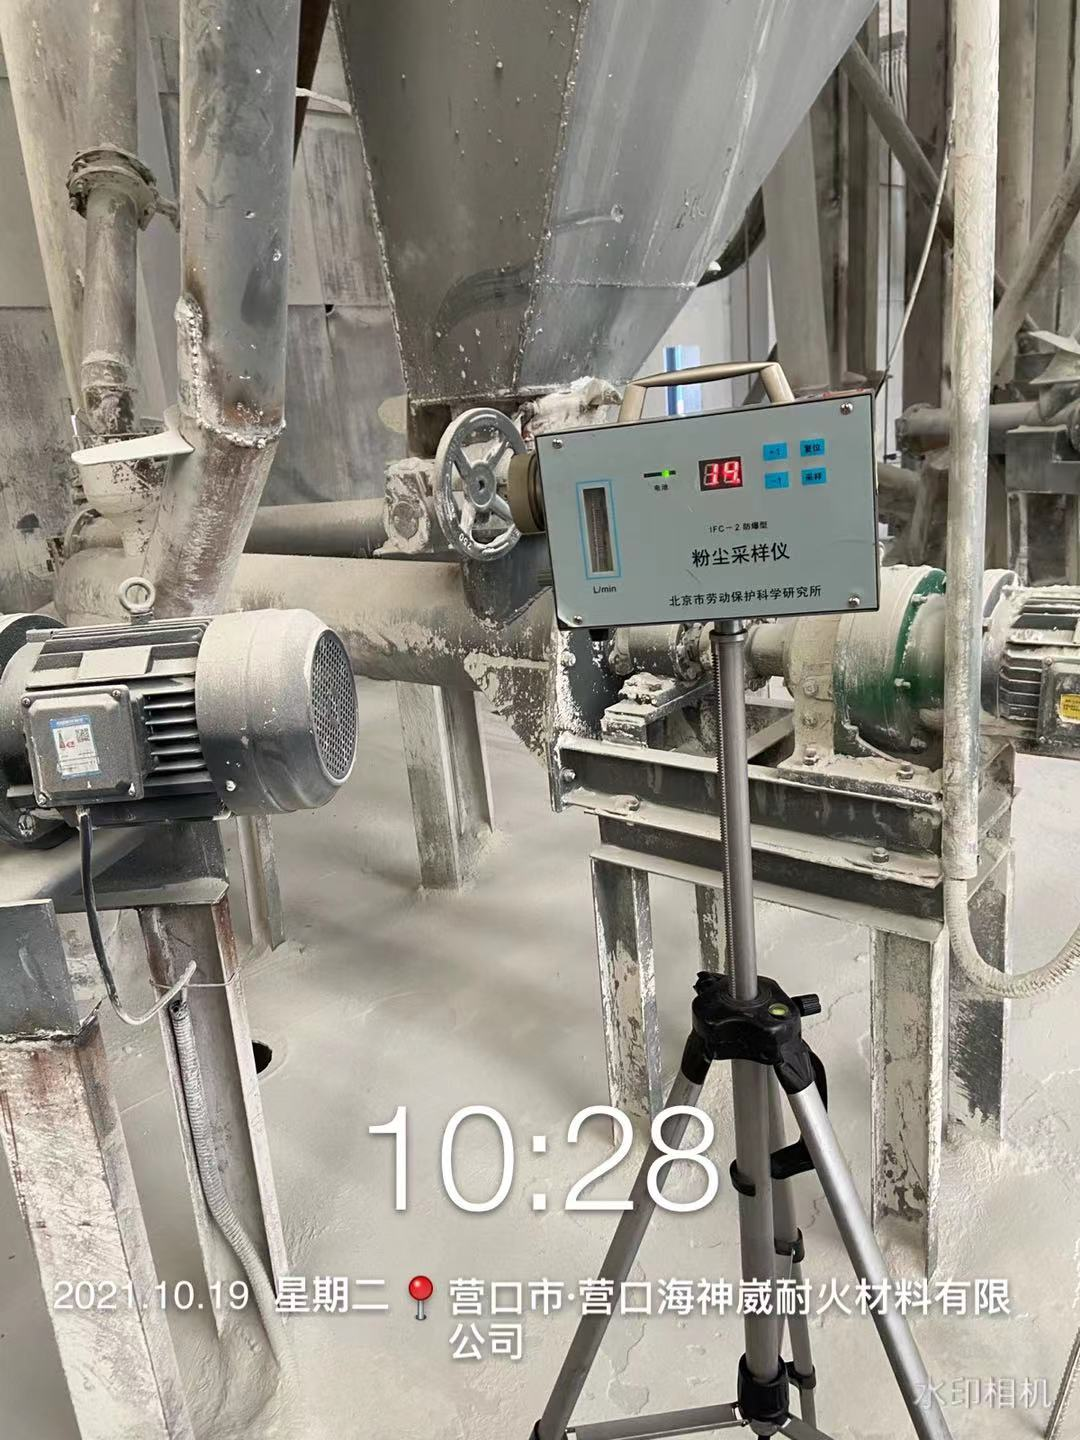 +1
复位
19.
电池
-1
采样
IFC-2 防爆型
粉尘采样仪
L/min
北京市劳动保护科学研究所
10:28
2021.10.19 星期二 营口市·营口海神崴耐火材料有限
公司
水印相机